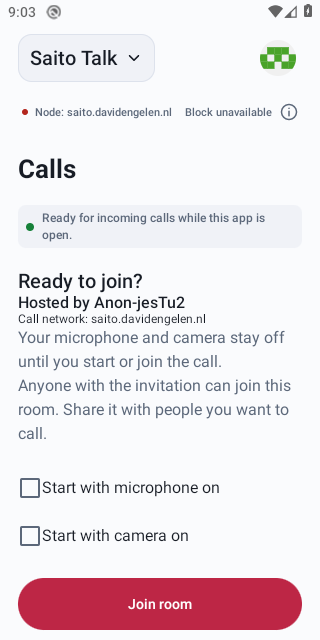 9:03
Saito Talk
Node: saito.davidengelen.nl Block unavailable
Calls
Ready for incoming calls while this app is
open.
Ready to join?
Hosted by Anon-jesTu2
Call network: saito.davidengelen.nl
Your microphone and camera stay off
until you start or join the call.
Anyone with the invitation can join this
room. Share it with people you want to
call.
Start with microphone on
Start with camera on
Join room